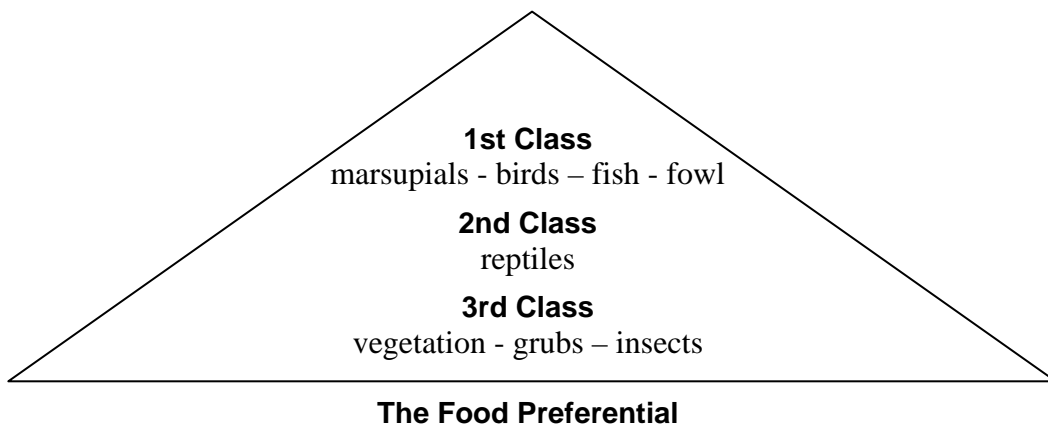 1st Class
marsupials - birds – fish - fowl
2nd Class
reptiles
3rd Class
vegetation - grubs – insects
The Food Preferential